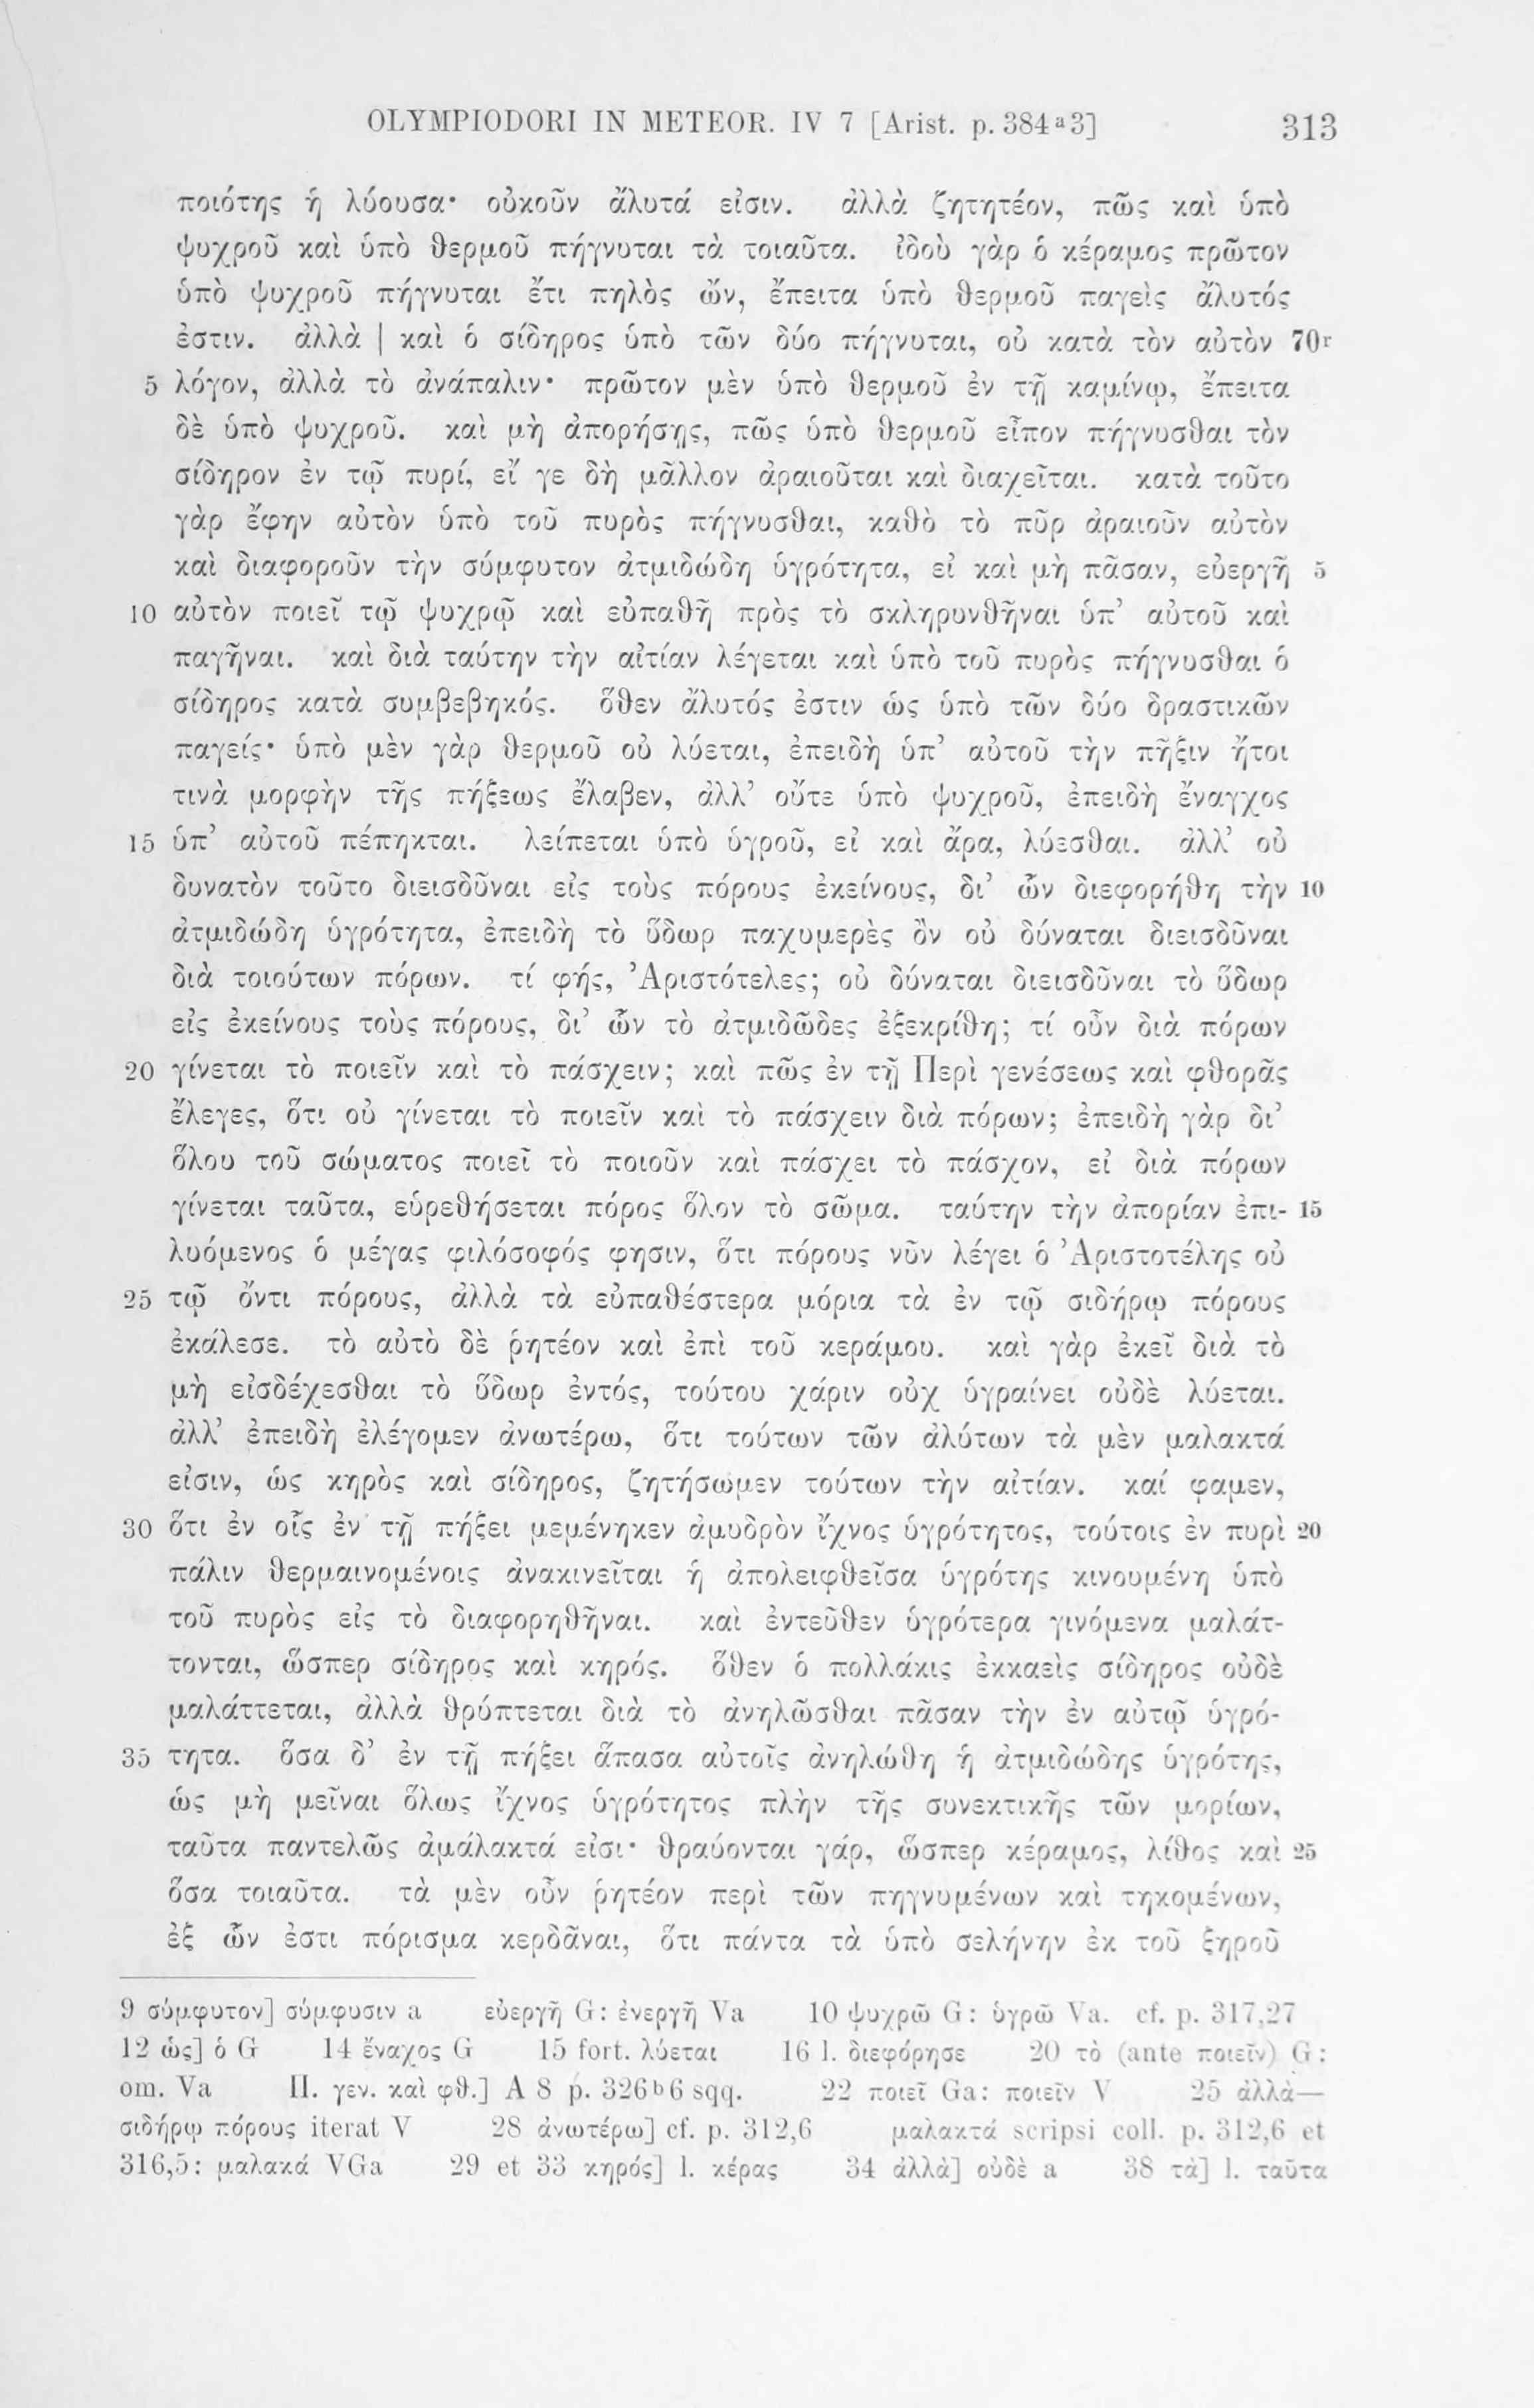 OLYMPIODORI IN METEOR. IV 7 [Arist. p. 384ᵃ3] 313
ποιότης ἡ λύουσα· οὐκοῦν ἄλυτά εἰσιν. ἀλλὰ ζητητέον, πῶς καὶ ὑπὸ
ψυχροῦ καὶ ὑπὸ θερμοῦ πήγνυται τὰ τοιαῦτα. ἰδοὺ γὰρ ὁ κέραμος πρῶτον
ὑπὸ ψυχροῦ πήγνυται ἔτι πηλὸς ὤν, ἔπειτα ὑπὸ θερμοῦ παγεὶς ἄλυτός
ἐστιν. ἀλλὰ | καὶ ὁ σίδηρος ὑπὸ τῶν δύο πήγνυται, οὐ κατὰ τὸν αὐτὸν 70ʳ
5 λόγον, ἀλλὰ τὸ ἀνάπαλιν· πρῶτον μὲν ὑπὸ θερμοῦ ἐν τῇ καμίνῳ, ἔπειτα
δὲ ὑπὸ ψυχροῦ. καὶ μὴ ἀπορήσῃς, πῶς ὑπὸ θερμοῦ εἶπον πήγνυσθαι τὸν
σίδηρον ἐν τῷ πυρί, εἴ γε δὴ μᾶλλον ἀραιοῦται καὶ διαχεῖται. κατὰ τοῦτο
γὰρ ἔφην αὐτὸν ὑπὸ τοῦ πυρὸς πήγνυσθαι, καθὸ τὸ πῦρ ἀραιοῦν αὐτὸν
καὶ διαφοροῦν τὴν σύμφυτον ἀτμιδώδη ὑγρότητα, εἰ καὶ μὴ πᾶσαν, εὐεργῆ 5
10 αὐτὸν ποιεῖ τῷ ψυχρῷ καὶ εὐπαθῆ πρὸς τὸ σκληρυνθῆναι ὑπ’ αὐτοῦ καὶ
παγῆναι. καὶ διὰ ταύτην τὴν αἰτίαν λέγεται καὶ ὑπὸ τοῦ πυρὸς πήγνυσθαι ὁ
σίδηρος κατὰ συμβεβηκός. ὅθεν ἄλυτός ἐστιν ὡς ὑπὸ τῶν δύο δραστικῶν
παγείς· ὑπὸ μὲν γὰρ θερμοῦ οὐ λύεται, ἐπειδὴ ὑπ’ αὐτοῦ τὴν πῆξιν ἤτοι
τινὰ μορφὴν τῆς πήξεως ἔλαβεν, ἀλλ’ οὔτε ὑπὸ ψυχροῦ, ἐπειδὴ ἔναγχος
15 ὑπ’ αὐτοῦ πέπηκται. λείπεται ὑπὸ ὑγροῦ, εἰ καὶ ἄρα, λύεσθαι. ἀλλ’ οὐ
δυνατὸν τοῦτο διεισδῦναι εἰς τοὺς πόρους ἐκείνους, δι’ ὧν διεφορήθη τὴν 10
ἀτμιδώδη ὑγρότητα, ἐπειδὴ τὸ ὕδωρ παχυμερὲς ὂν οὐ δύναται διεισδῦναι
διὰ τοιούτων πόρων. τί φής, Ἀριστότελες; οὐ δύναται διεισδῦναι τὸ ὕδωρ
εἰς ἐκείνους τοὺς πόρους, δι’ ὧν τὸ ἀτμιδῶδες ἐξεκρίθη; τί οὖν διὰ πόρων
20 γίνεται τὸ ποιεῖν καὶ τὸ πάσχειν; καὶ πῶς ἐν τῇ Περὶ γενέσεως καὶ φθορᾶς
ἔλεγες, ὅτι οὐ γίνεται τὸ ποιεῖν καὶ τὸ πάσχειν διὰ πόρων; ἐπειδὴ γὰρ δι’
ὅλου τοῦ σώματος ποιεῖ τὸ ποιοῦν καὶ πάσχει τὸ πάσχον, εἰ διὰ πόρων
γίνεται ταῦτα, εὑρεθήσεται πόρος ὅλον τὸ σῶμα. ταύτην τὴν ἀπορίαν ἐπι- 15
λυόμενος ὁ μέγας φιλόσοφός φησιν, ὅτι πόρους νῦν λέγει ὁ Ἀριστοτέλης οὐ
25 τῷ ὄντι πόρους, ἀλλὰ τὰ εὐπαθέστερα μόρια τὰ ἐν τῷ σιδήρῳ πόρους
ἐκάλεσε. τὸ αὐτὸ δὲ ῥητέον καὶ ἐπὶ τοῦ κεράμου. καὶ γὰρ ἐκεῖ διὰ τὸ
μὴ εἰσδέχεσθαι τὸ ὕδωρ ἐντός, τούτου χάριν οὐχ ὑγραίνει οὐδὲ λύεται.
ἀλλ’ ἐπειδὴ ἐλέγομεν ἀνωτέρω, ὅτι τούτων τῶν ἀλύτων τὰ μὲν μαλακτά
εἰσιν, ὡς κηρὸς καὶ σίδηρος, ζητήσωμεν τούτων τὴν αἰτίαν. καί φαμεν,
30 ὅτι ἐν οἷς ἐν τῇ πήξει μεμένηκεν ἀμυδρὸν ἴχνος ὑγρότητος, τούτοις ἐν πυρὶ 20
πάλιν θερμαινομένοις ἀνακινεῖται ἡ ἀπολειφθεῖσα ὑγρότης κινουμένη ὑπὸ
τοῦ πυρὸς εἰς τὸ διαφορηθῆναι. καὶ ἐντεῦθεν ὑγρότερα γινόμενα μαλάτ-
τονται, ὥσπερ σίδηρος καὶ κηρός. ὅθεν ὁ πολλάκις ἐκκαεὶς σίδηρος οὐδὲ
μαλάττεται, ἀλλὰ θρύπτεται διὰ τὸ ἀνηλῶσθαι πᾶσαν τὴν ἐν αὐτῷ ὑγρό-
35 τητα. ὅσα δ’ ἐν τῇ πήξει ἅπασα αὐτοῖς ἀνηλώθη ἡ ἀτμιδώδης ὑγρότης,
ὡς μὴ μεῖναι ὅλως ἴχνος ὑγρότητος πλὴν τῆς συνεκτικῆς τῶν μορίων,
ταῦτα παντελῶς ἀμάλακτά εἰσι· θραύονται γάρ, ὥσπερ κέραμος, λίθος καὶ 25
ὅσα τοιαῦτα. τὰ μὲν οὖν ῥητέον περὶ τῶν πηγνυμένων καὶ τηκομένων,
ἐξ ὧν ἐστι πόρισμα κερδᾶναι, ὅτι πάντα τὰ ὑπὸ σελήνην ἐκ τοῦ ξηροῦ
9 σύμφυτον] σύμφυσιν a εὐεργῆ G: ἐνεργῆ Va 10 ψυχρῶ G: ὑγρῶ Va. cf. p. 317,27
12 ὡς] ὁ G 14 ἔναχος G 15 fort. λύεται 16 l. διεφόρησε 20 τὸ (ante ποιεῖν) G:
om. Va Π. γεν. καὶ φθ.] A 8 p. 326ᵇ6 sqq. 22 ποιεῖ Ga: ποιεῖν V 25 ἀλλὰ—
σιδήρῳ πόρους iterat V 28 ἀνωτέρω] cf. p. 312,6 μαλακτά scripsi coll. p. 312,6 et
316,5: μαλακά VGa 29 et 33 κηρός] l. κέρας 34 ἀλλὰ] οὐδὲ a 38 τὰ] l. ταῦτα